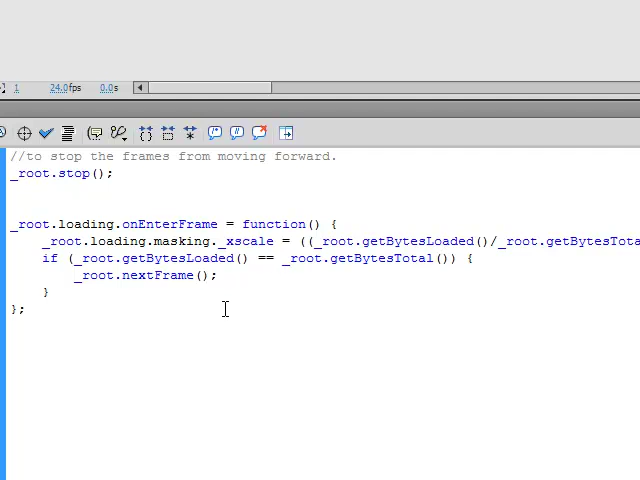 1 24.0fps 0.0s
//to stop the frames from moving forward.
_root.stop();
_root.loading.onEnterFrame = function() {
_root.loading.masking._xscale = ((_root.getBytesLoaded()/_root.getBytesTota
if (_root.getBytesLoaded() == _root.getBytesTotal()) {
_root.nextFrame();
}
};